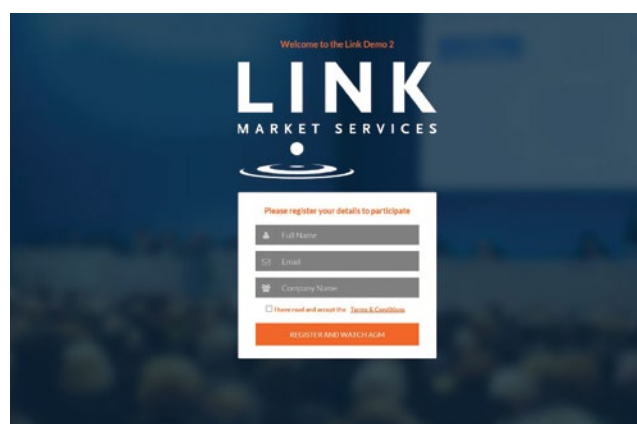 Welcome to the Link Demo 2
LINK
MARKET SERVICES
Please register your details to participate
Full Name
Email
Company Name
I have read and accept the Terms & Conditions
REGISTER AND WATCH AGM